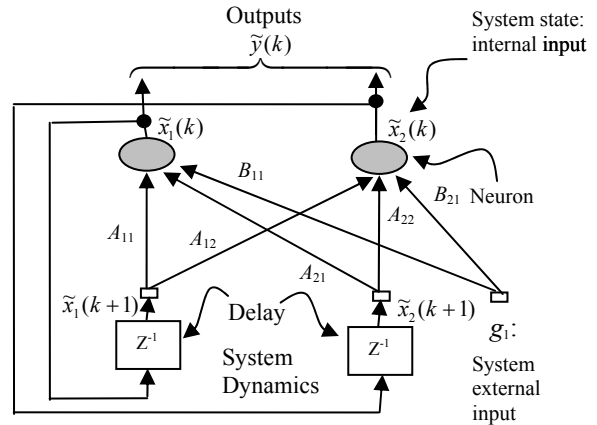 Outputs
ỹ(k)
System state:
internal input
x̃₁(k)
x̃₂(k)
B₁₁
B₂₁
Neuron
A₁₁
A₁₂
A₂₁
A₂₂
x̃₁(k+1)
Delay
x̃₂(k+1)
g₁:
Z⁻¹
Z⁻¹
System
Dynamics
System
external
input